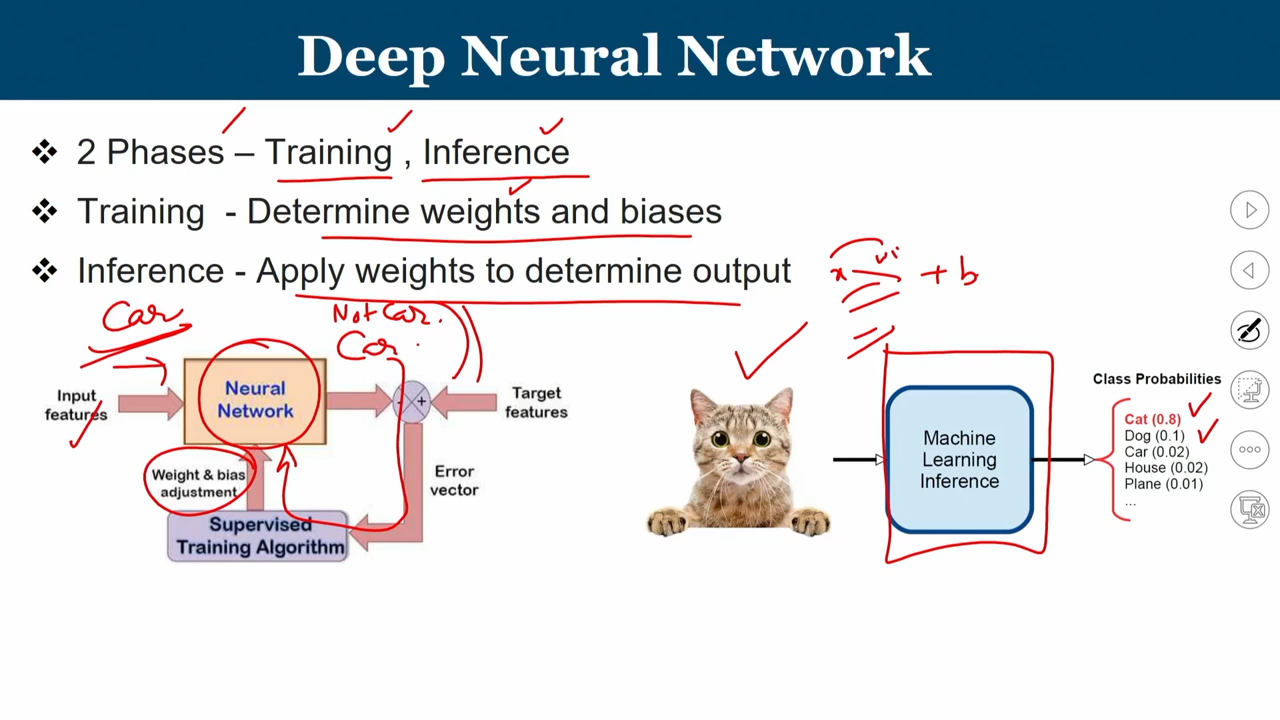 Deep Neural Network
❖ 2 Phases – Training , Inference
❖ Training - Determine weights and biases
❖ Inference - Apply weights to determine output
+ b
Car
Not Car.
Car
Input
features
Neural
Network
- +
Target
features
Weight & bias
adjustment
Error
vector
Supervised
Training Algorithm
Machine
Learning
Inference
Class Probabilities
Cat (0.8)
Dog (0.1)
Car (0.02)
House (0.02)
Plane (0.01)
...